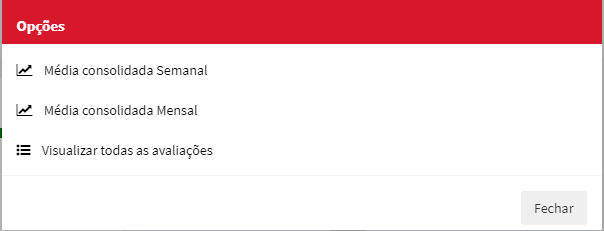 Opções
Média consolidada Semanal
Média consolidada Mensal
Visualizar todas as avaliações
Fechar